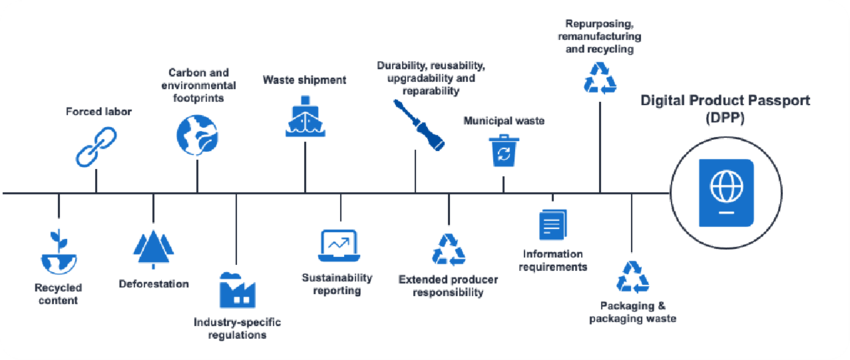 Repurposing,
remanufacturing
and recycling
Durability, reusability,
upgradability and
reparability
Carbon and
environmental
footprints
Waste shipment
Digital Product Passport
(DPP)
Forced labor
Municipal waste
Information
requirements
Sustainability
reporting
Extended producer
responsibility
Deforestation
Recycled
content
Packaging &
packaging waste
Industry-specific
regulations